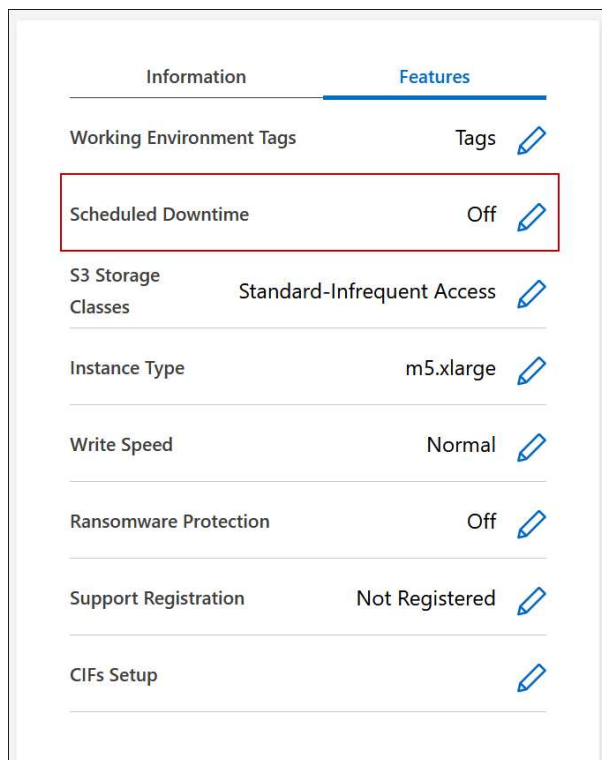 Information Features
Working Environment Tags Tags
Scheduled Downtime Off
S3 Storage
Classes Standard-Infrequent Access
Instance Type m5.xlarge
Write Speed Normal
Ransomware Protection Off
Support Registration Not Registered
CIFs Setup